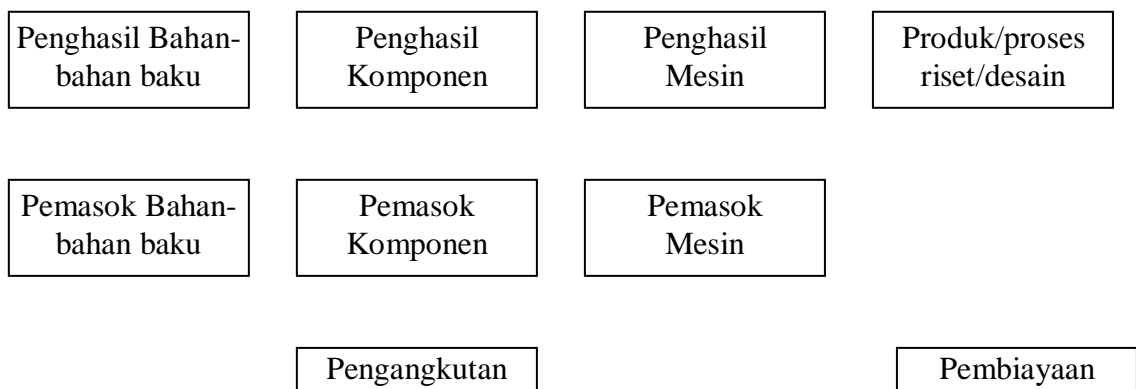 Penghasil Bahan-
bahan baku
Penghasil
Komponen
Penghasil
Mesin
Produk/proses
riset/desain
Pemasok Bahan-
bahan baku
Pemasok
Komponen
Pemasok
Mesin
Pengangkutan
Pembiayaan